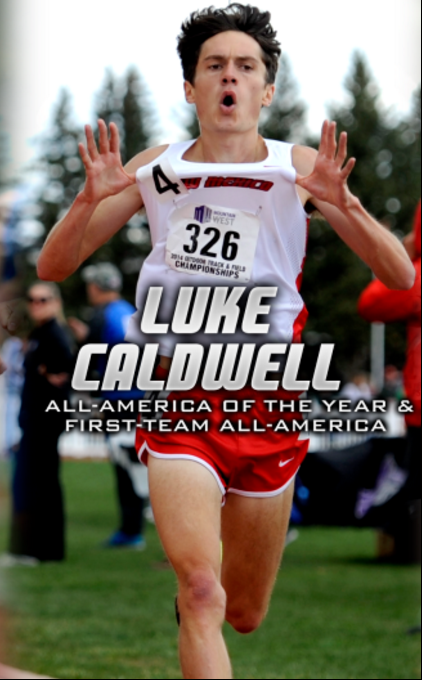 4
MEXICO
MOUNTAIN
WEST
326
2014 OUTDOOR TRACK & FIELD
CHAMPIONSHIPS
LUKE
CALDWELL
ALL-AMERICA OF THE YEAR &
FIRST-TEAM ALL-AMERICA